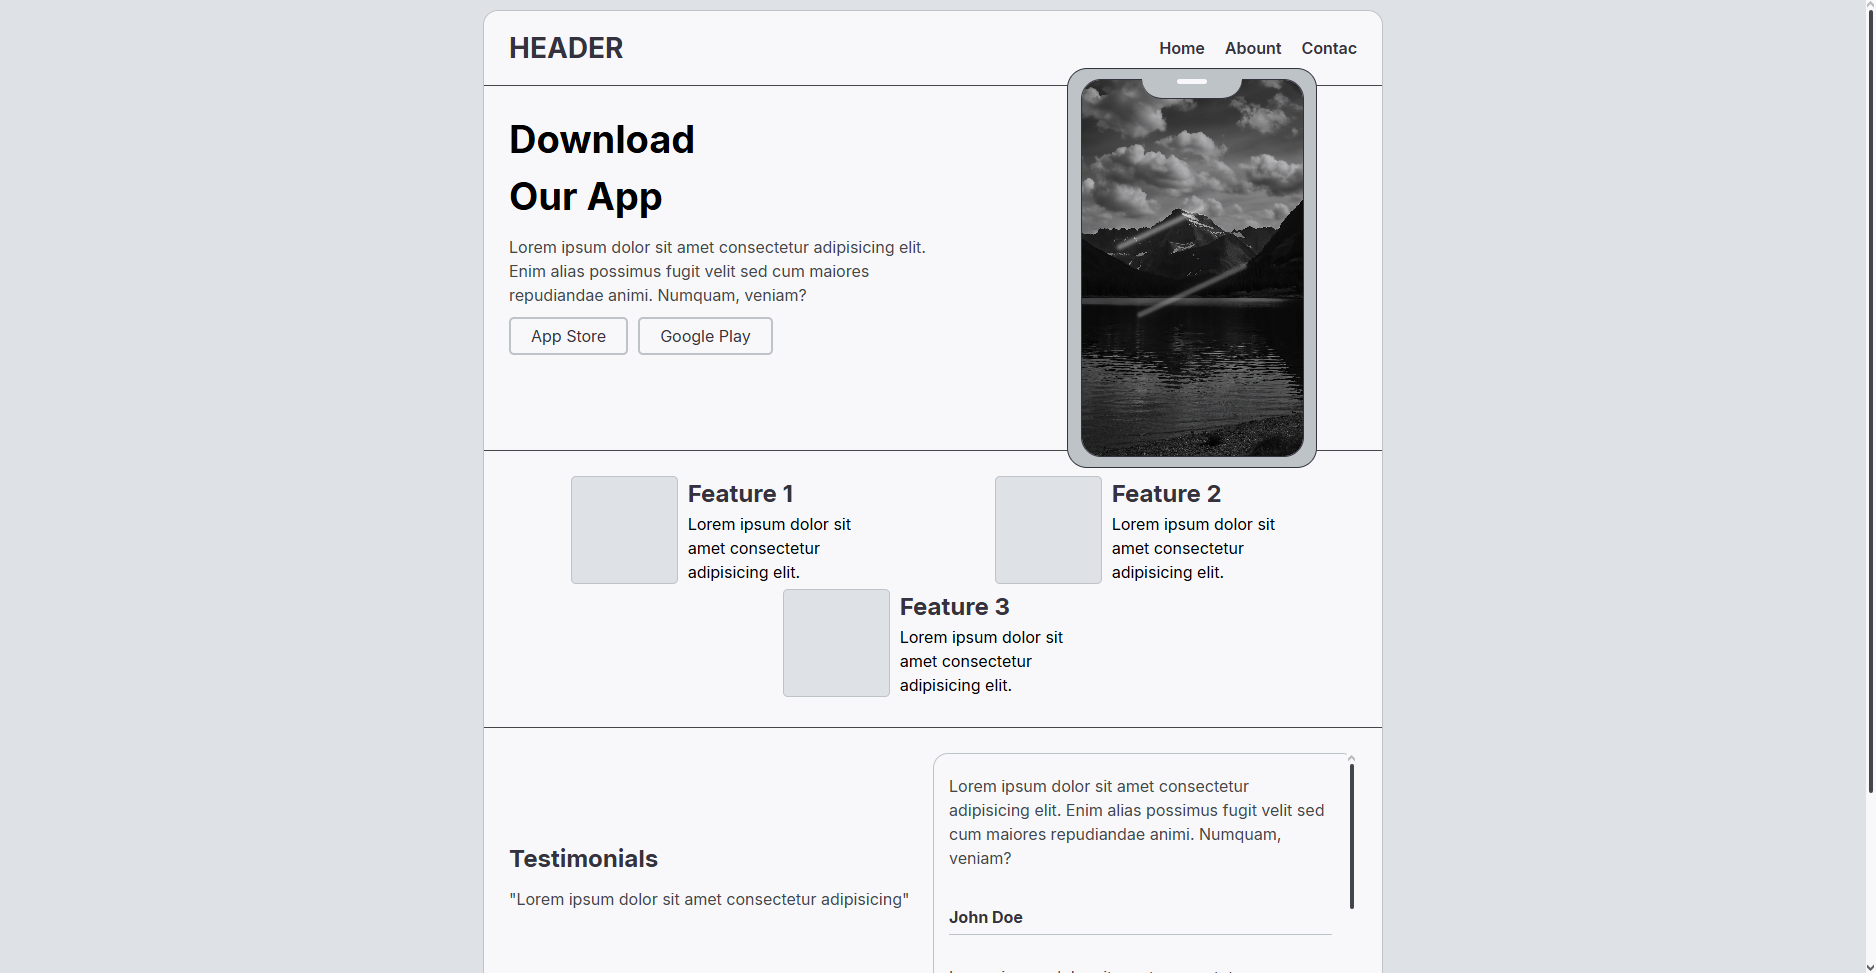 HEADER
Home Abount Contac
Download
Our App
Lorem ipsum dolor sit amet consectetur adipisicing elit.
Enim alias possimus fugit velit sed cum maiores
repudiandae animi. Numquam, veniam?
App Store Google Play
Feature 1
Lorem ipsum dolor sit
amet consectetur
adipisicing elit.
Feature 2
Lorem ipsum dolor sit
amet consectetur
adipisicing elit.
Feature 3
Lorem ipsum dolor sit
amet consectetur
adipisicing elit.
Testimonials
"Lorem ipsum dolor sit amet consectetur adipisicing"
Lorem ipsum dolor sit amet consectetur
adipisicing elit. Enim alias possimus fugit velit sed
cum maiores repudiandae animi. Numquam,
veniam?
John Doe